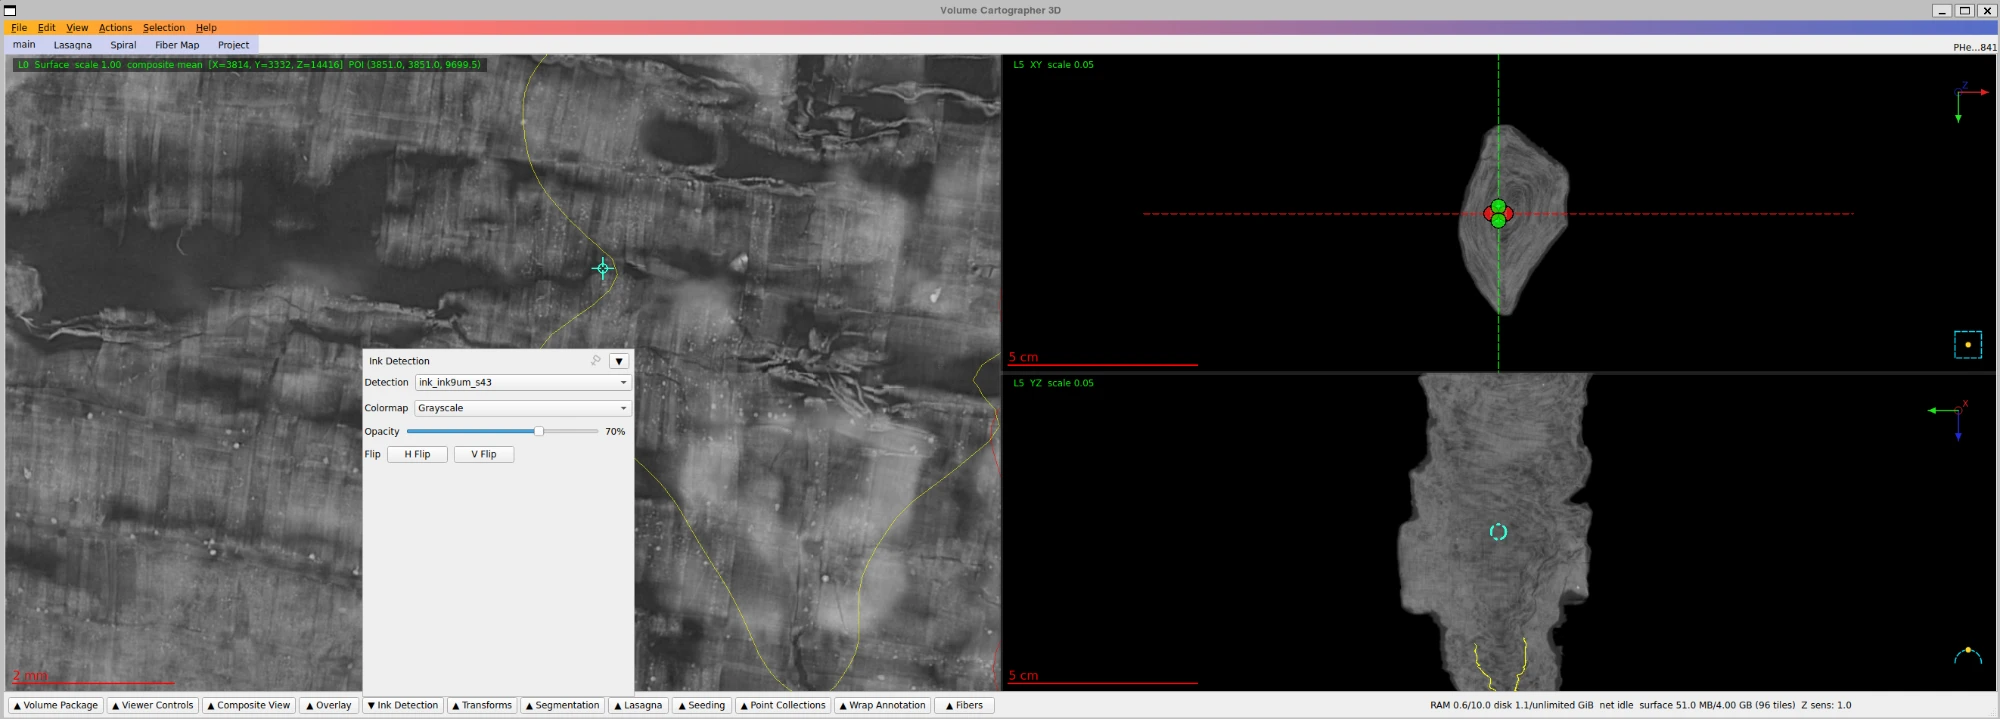 Volume Cartographer 3D
File Edit View Actions Selection Help
main Lasagna Spiral Fiber Map Project
PHe...841
L0 Surface scale 1.00 composite mean [X=3814, Y=3332, Z=14416] POI (3851.0, 3851.0, 9699.5)
L5 XY scale 0.05
Z
5 cm
L5 YZ scale 0.05
X
5 cm
Ink Detection
Detection ink_ink9um_s43
Colormap Grayscale
Opacity 70%
Flip H Flip V Flip
2 mm
▲ Volume Package ▲ Viewer Controls ▲ Composite View ▲ Overlay ▼ Ink Detection ▲ Transforms ▲ Segmentation ▲ Lasagna ▲ Seeding ▲ Point Collections ▲ Wrap Annotation ▲ Fibers
RAM 0.6/10.0 disk 1.1/unlimited GiB net idle surface 51.0 MB/4.00 GB (96 tiles) Z sens: 1.0